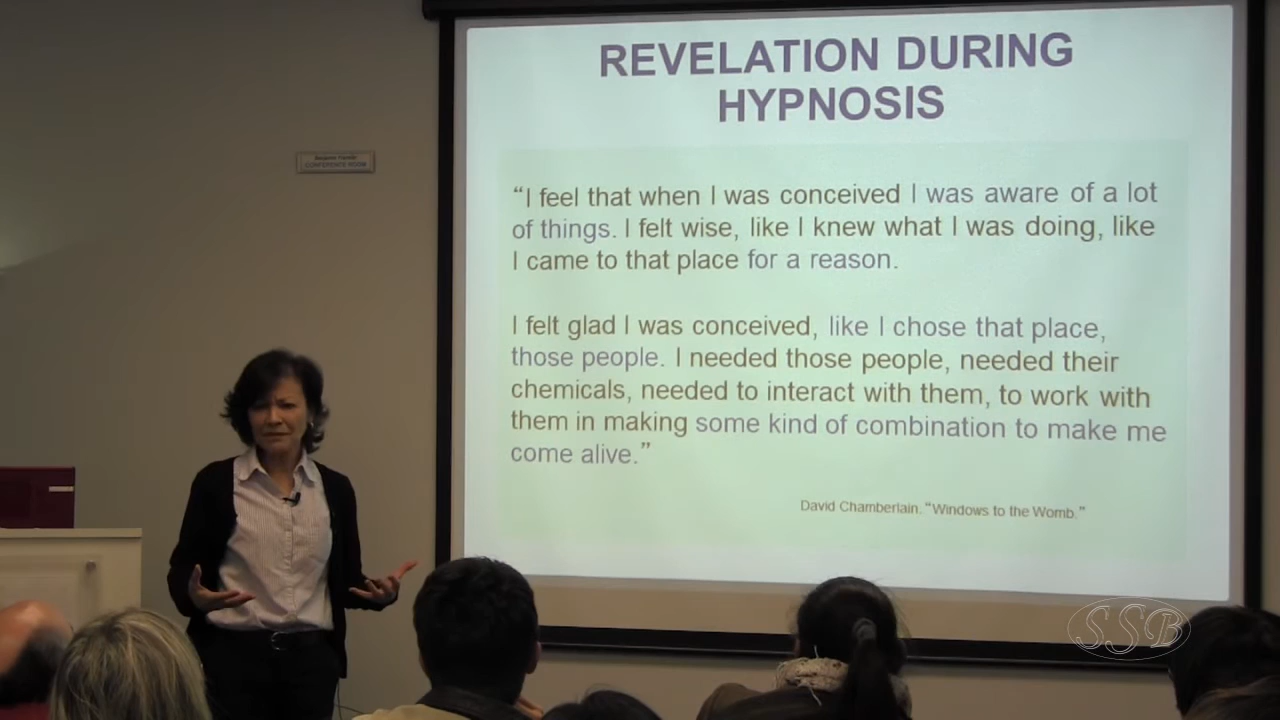 REVELATION DURING
HYPNOSIS
CONFERENCE ROOM
“I feel that when I was conceived I was aware of a lot
of things. I felt wise, like I knew what I was doing, like
I came to that place for a reason.
I felt glad I was conceived, like I chose that place,
those people. I needed those people, needed their
chemicals, needed to interact with them, to work with
them in making some kind of combination to make me
come alive.”
David Chamberlain. “Windows to the Womb.”
SSB